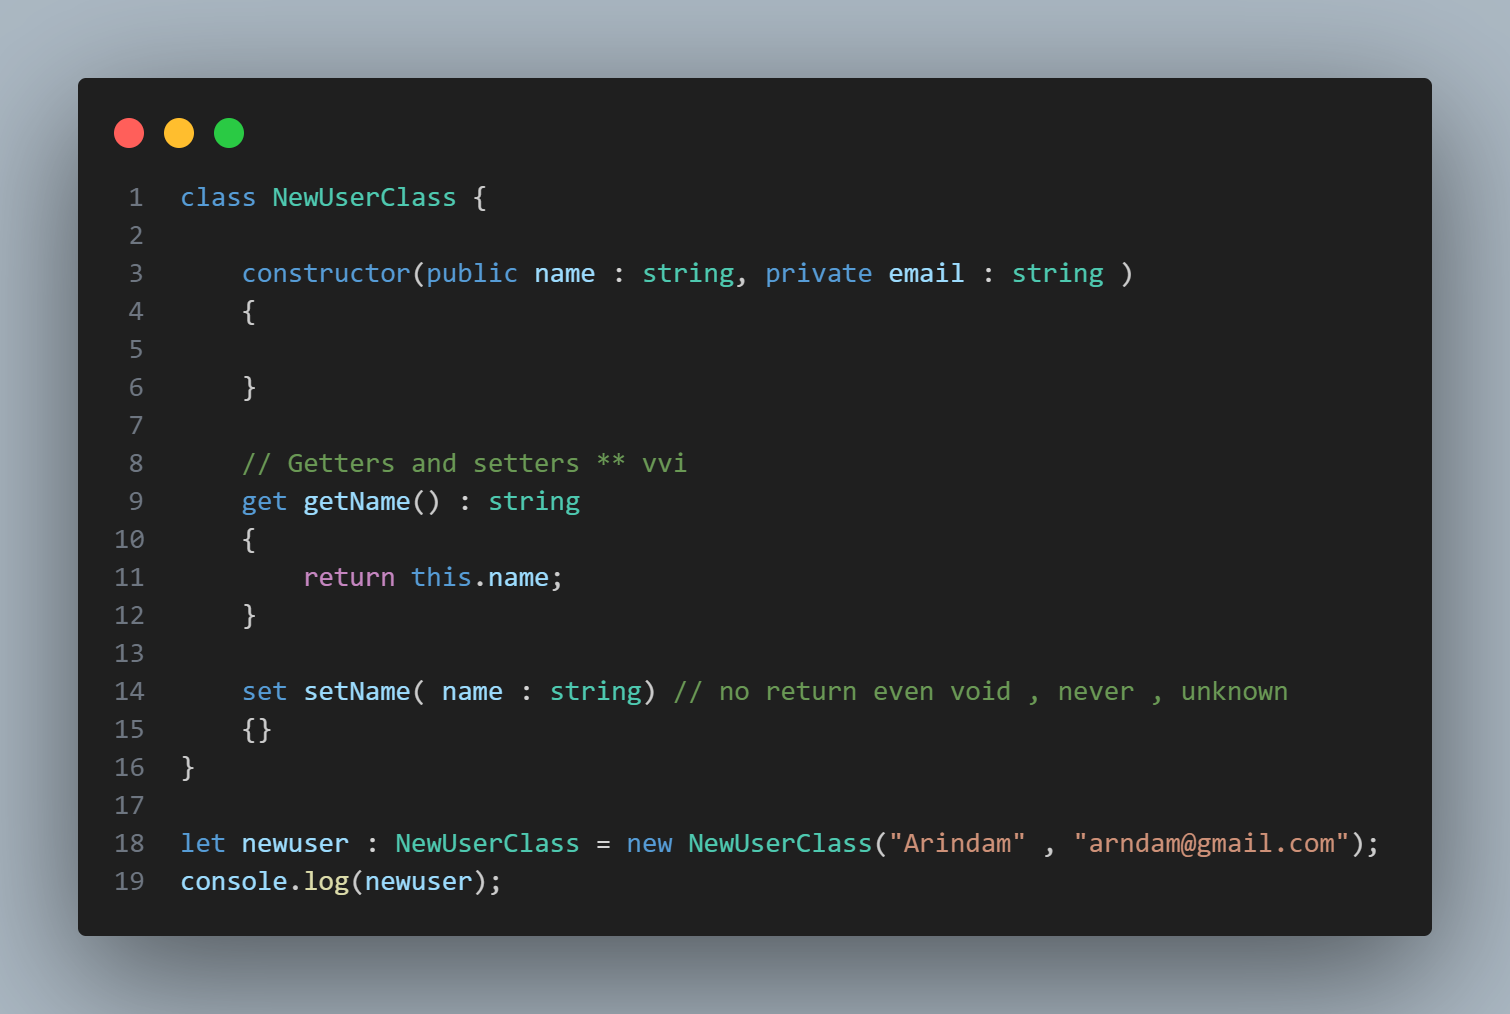 1 class NewUserClass {
2
3     constructor(public name : string, private email : string )
4     {
5
6     }
7
8     // Getters and setters ** vvi
9     get getName() : string
10     {
11         return this.name;
12     }
13
14     set setName( name : string) // no return even void , never , unknown
15     {}
16 }
17
18 let newuser : NewUserClass = new NewUserClass("Arindam" , "arndam@gmail.com");
19 console.log(newuser);